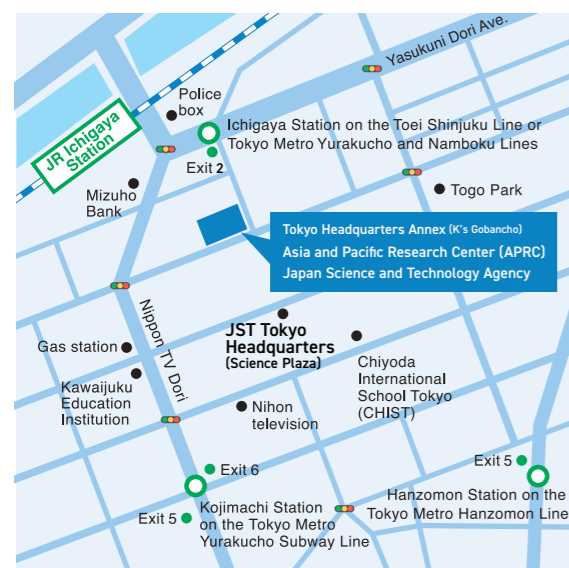 Yasukuni Dori Ave.
Police
box
JR Ichigaya
Station
Ichigaya Station on the Toei Shinjuku Line or
Tokyo Metro Yurakucho and Namboku Lines
Exit 2
Mizuho
Bank
Togo Park
Tokyo Headquarters Annex (K's Gobancho)
Asia and Pacific Research Center (APRC)
Japan Science and Technology Agency
Nippon TV Dori
JST Tokyo
Headquarters
(Science Plaza)
Gas station
Chiyoda
International
School Tokyo
(CHIST)
Kawaijuku
Education
Institution
Nihon
television
Exit 6
Exit 5
Hanzomon Station on the
Tokyo Metro Hanzomon Line
Kojimachi Station
on the Tokyo Metro
Yurakucho Subway Line
Exit 5